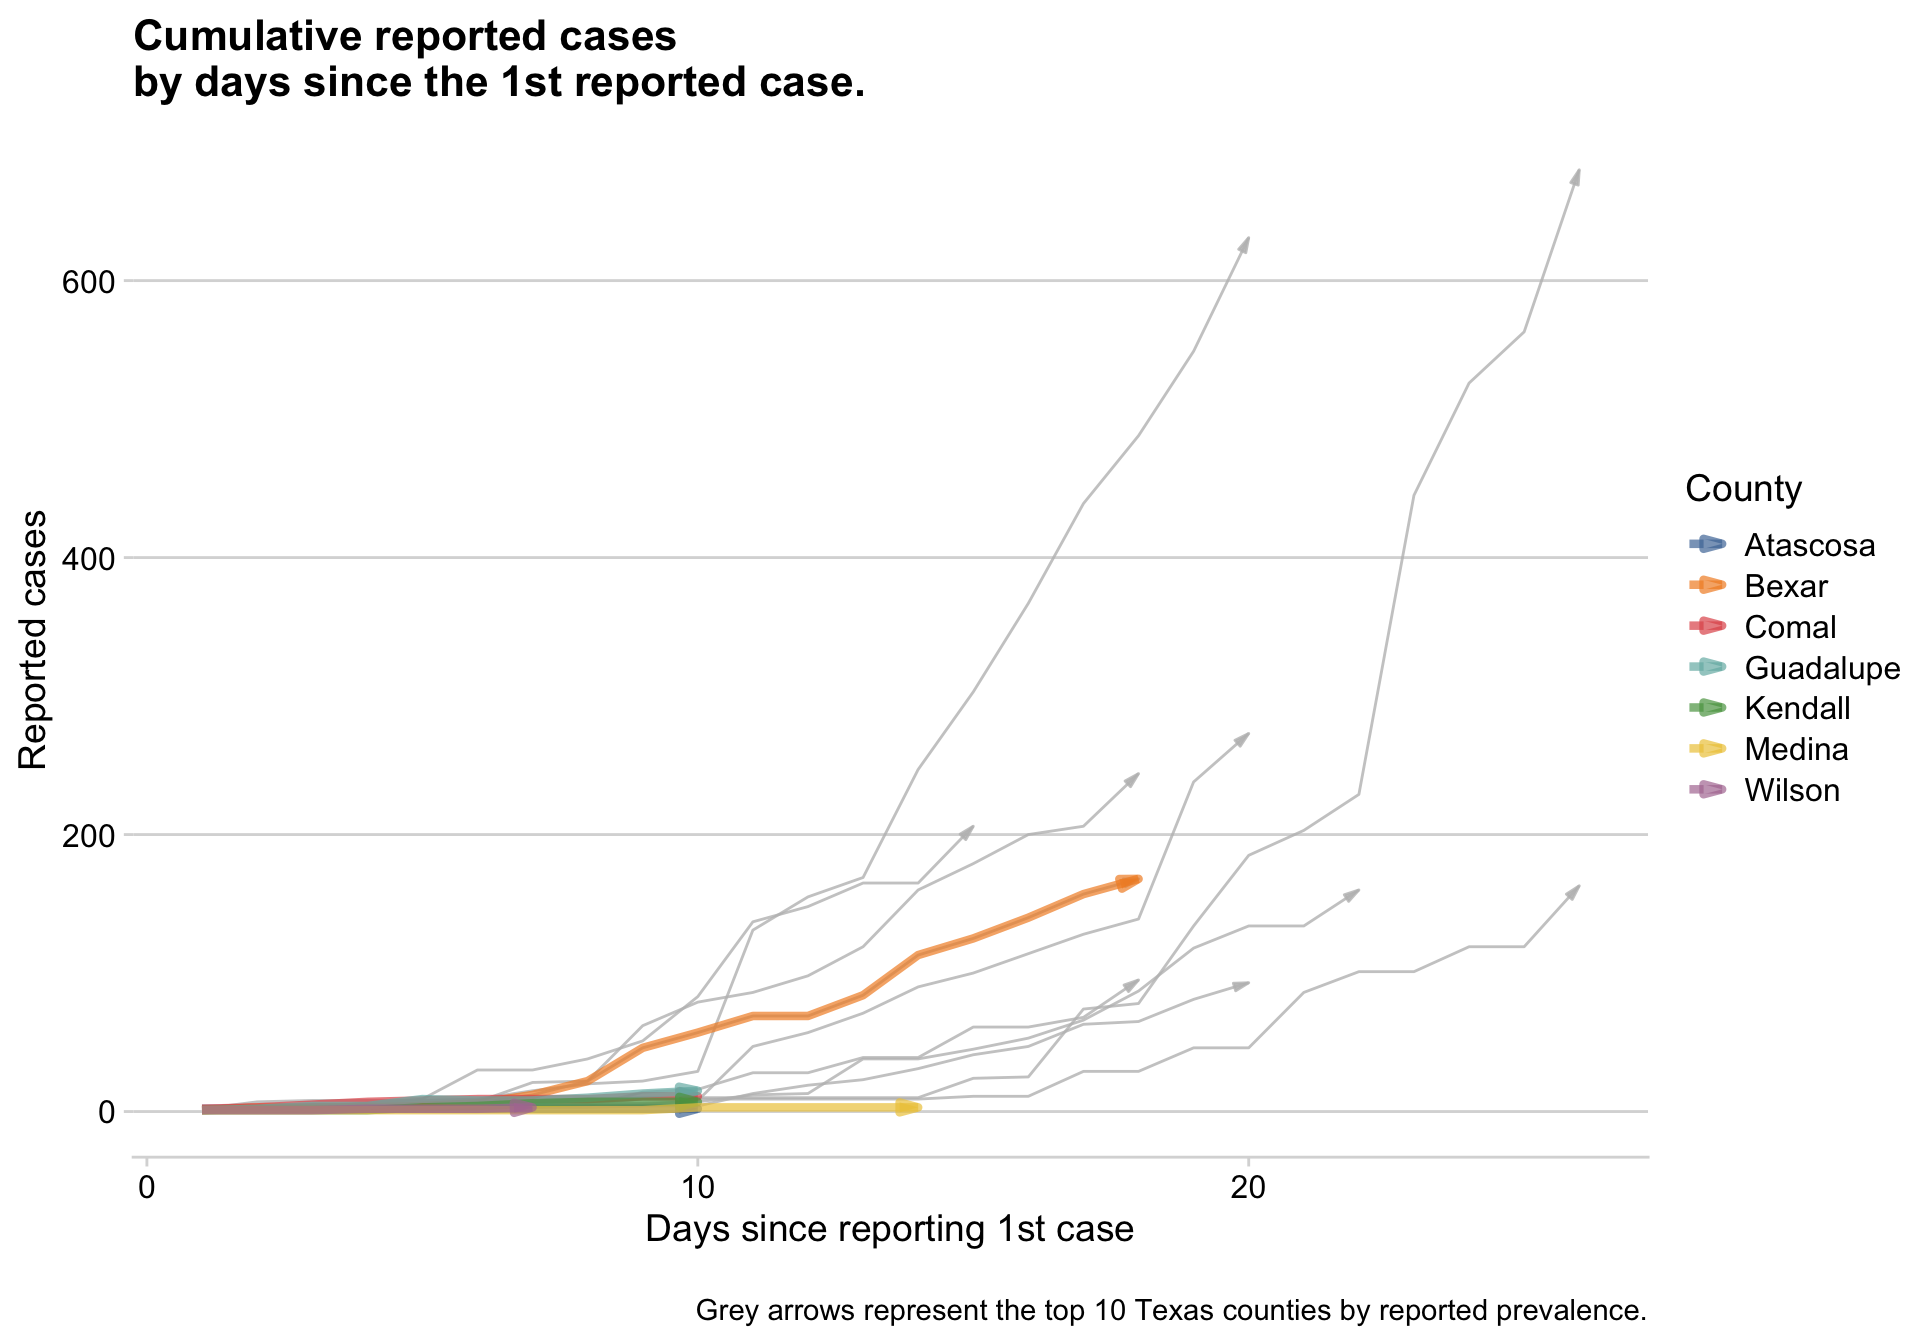 Cumulative reported cases
by days since the 1st reported case.
Reported cases
600
400
200
0
0
10
20
Days since reporting 1st case
County
Atascosa
Bexar
Comal
Guadalupe
Kendall
Medina
Wilson
Grey arrows represent the top 10 Texas counties by reported prevalence.